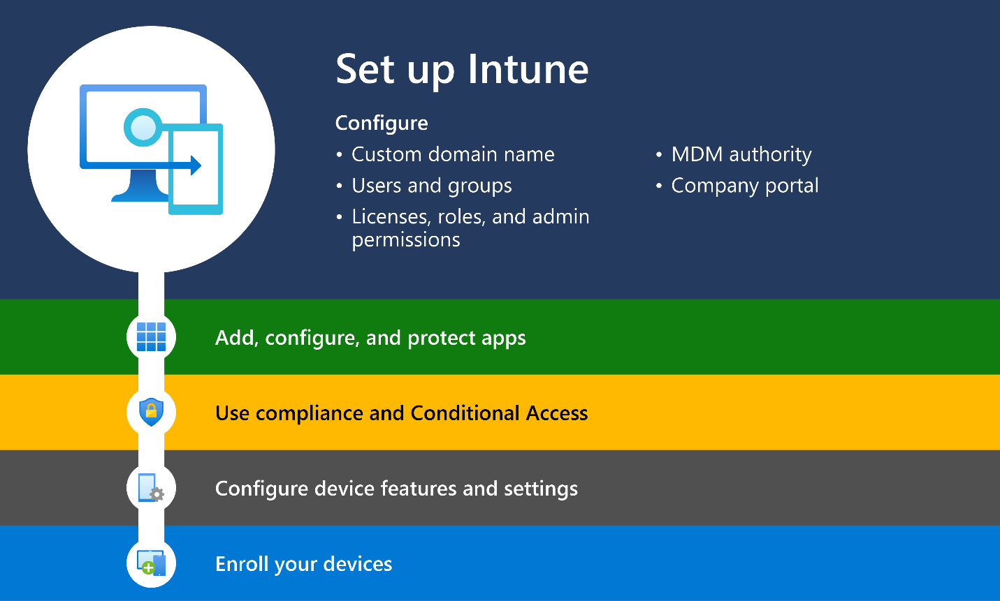 Set up Intune
Configure
• Custom domain name
• Users and groups
• Licenses, roles, and admin
permissions
• MDM authority
• Company portal
Add, configure, and protect apps
Use compliance and Conditional Access
Configure device features and settings
Enroll your devices